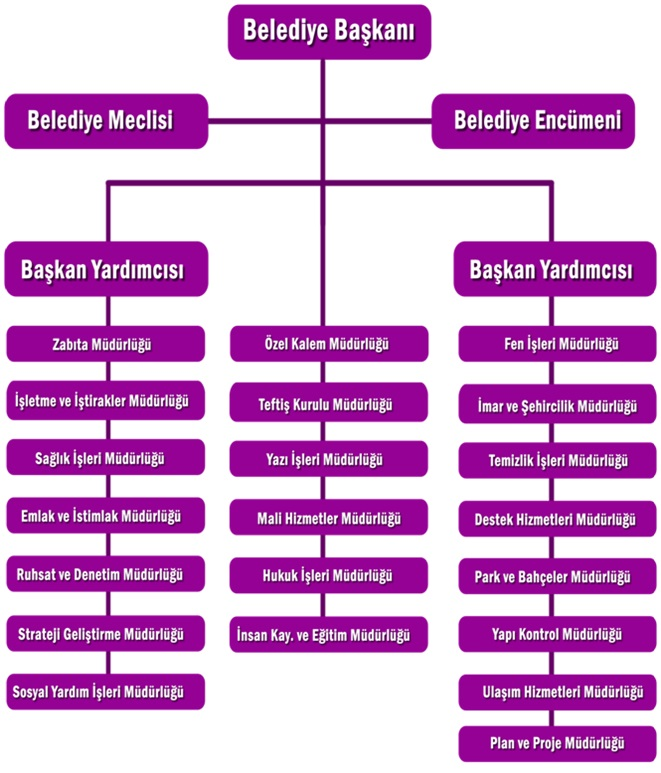 Belediye Başkanı
Belediye Meclisi
Belediye Encümeni
Başkan Yardımcısı
Başkan Yardımcısı
Zabıta Müdürlüğü
İşletme ve İştirakler Müdürlüğü
Sağlık İşleri Müdürlüğü
Emlak ve İstimlak Müdürlüğü
Ruhsat ve Denetim Müdürlüğü
Strateji Geliştirme Müdürlüğü
Sosyal Yardım İşleri Müdürlüğü
Özel Kalem Müdürlüğü
Teftiş Kurulu Müdürlüğü
Yazı İşleri Müdürlüğü
Mali Hizmetler Müdürlüğü
Hukuk İşleri Müdürlüğü
İnsan Kay. ve Eğitim Müdürlüğü
Fen İşleri Müdürlüğü
İmar ve Şehircilik Müdürlüğü
Temizlik İşleri Müdürlüğü
Destek Hizmetleri Müdürlüğü
Park ve Bahçeler Müdürlüğü
Yapı Kontrol Müdürlüğü
Ulaşım Hizmetleri Müdürlüğü
Plan ve Proje Müdürlüğü